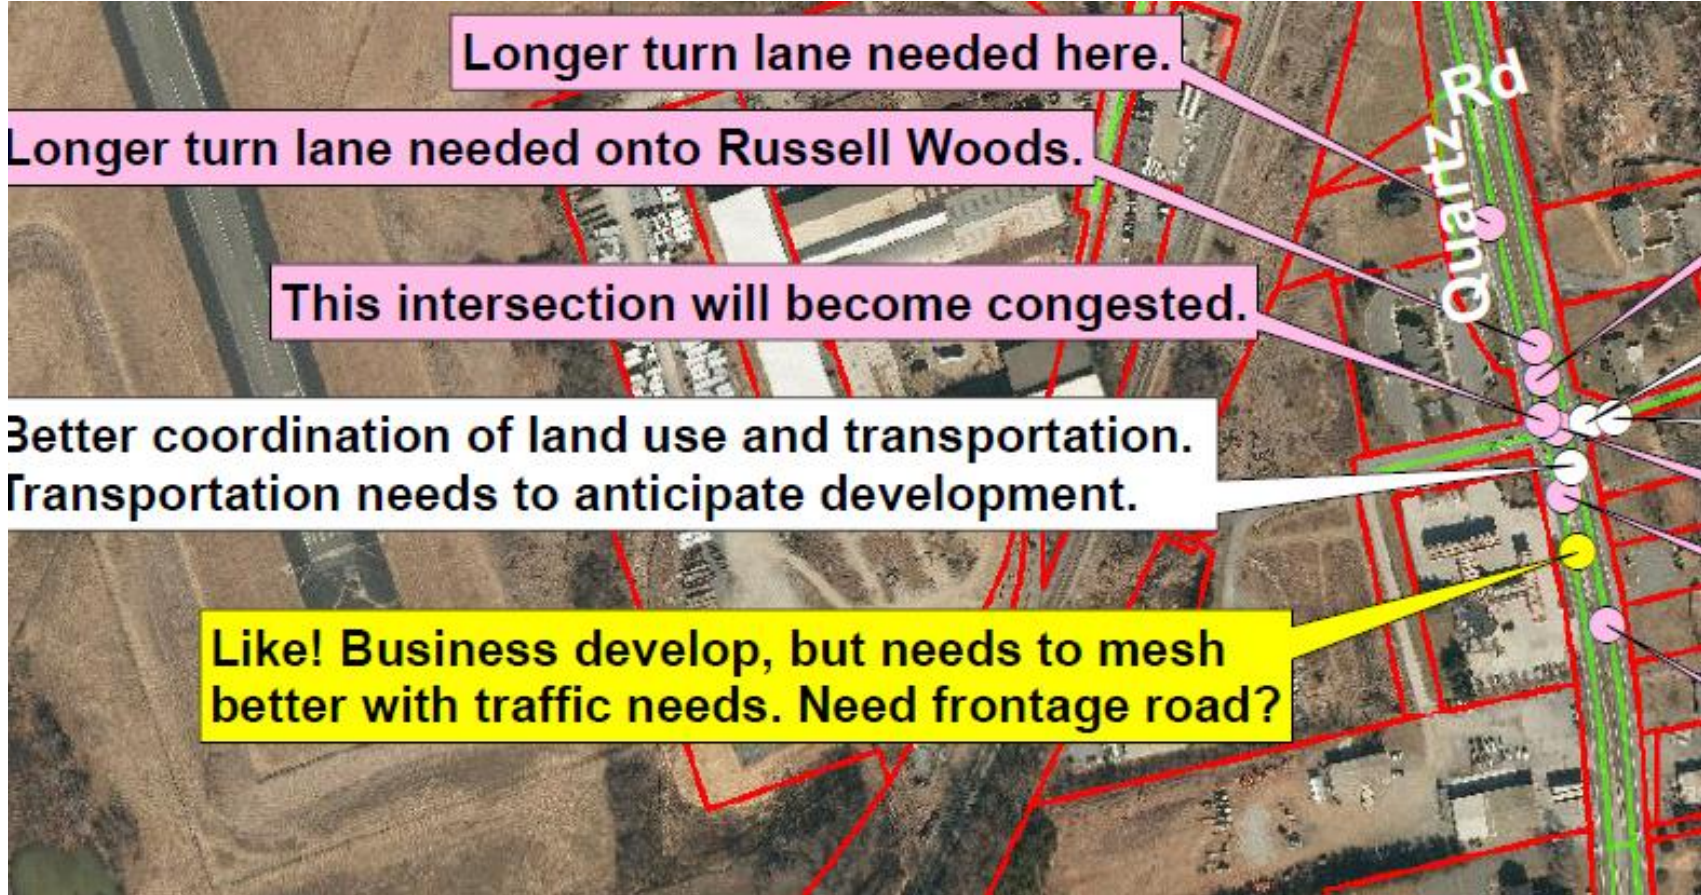 Longer turn lane needed here.
Longer turn lane needed onto Russell Woods.
This intersection will become congested.
Better coordination of land use and transportation.
Transportation needs to anticipate development.
Like! Business develop, but needs to mesh
better with traffic needs. Need frontage road?
Quartz Rd